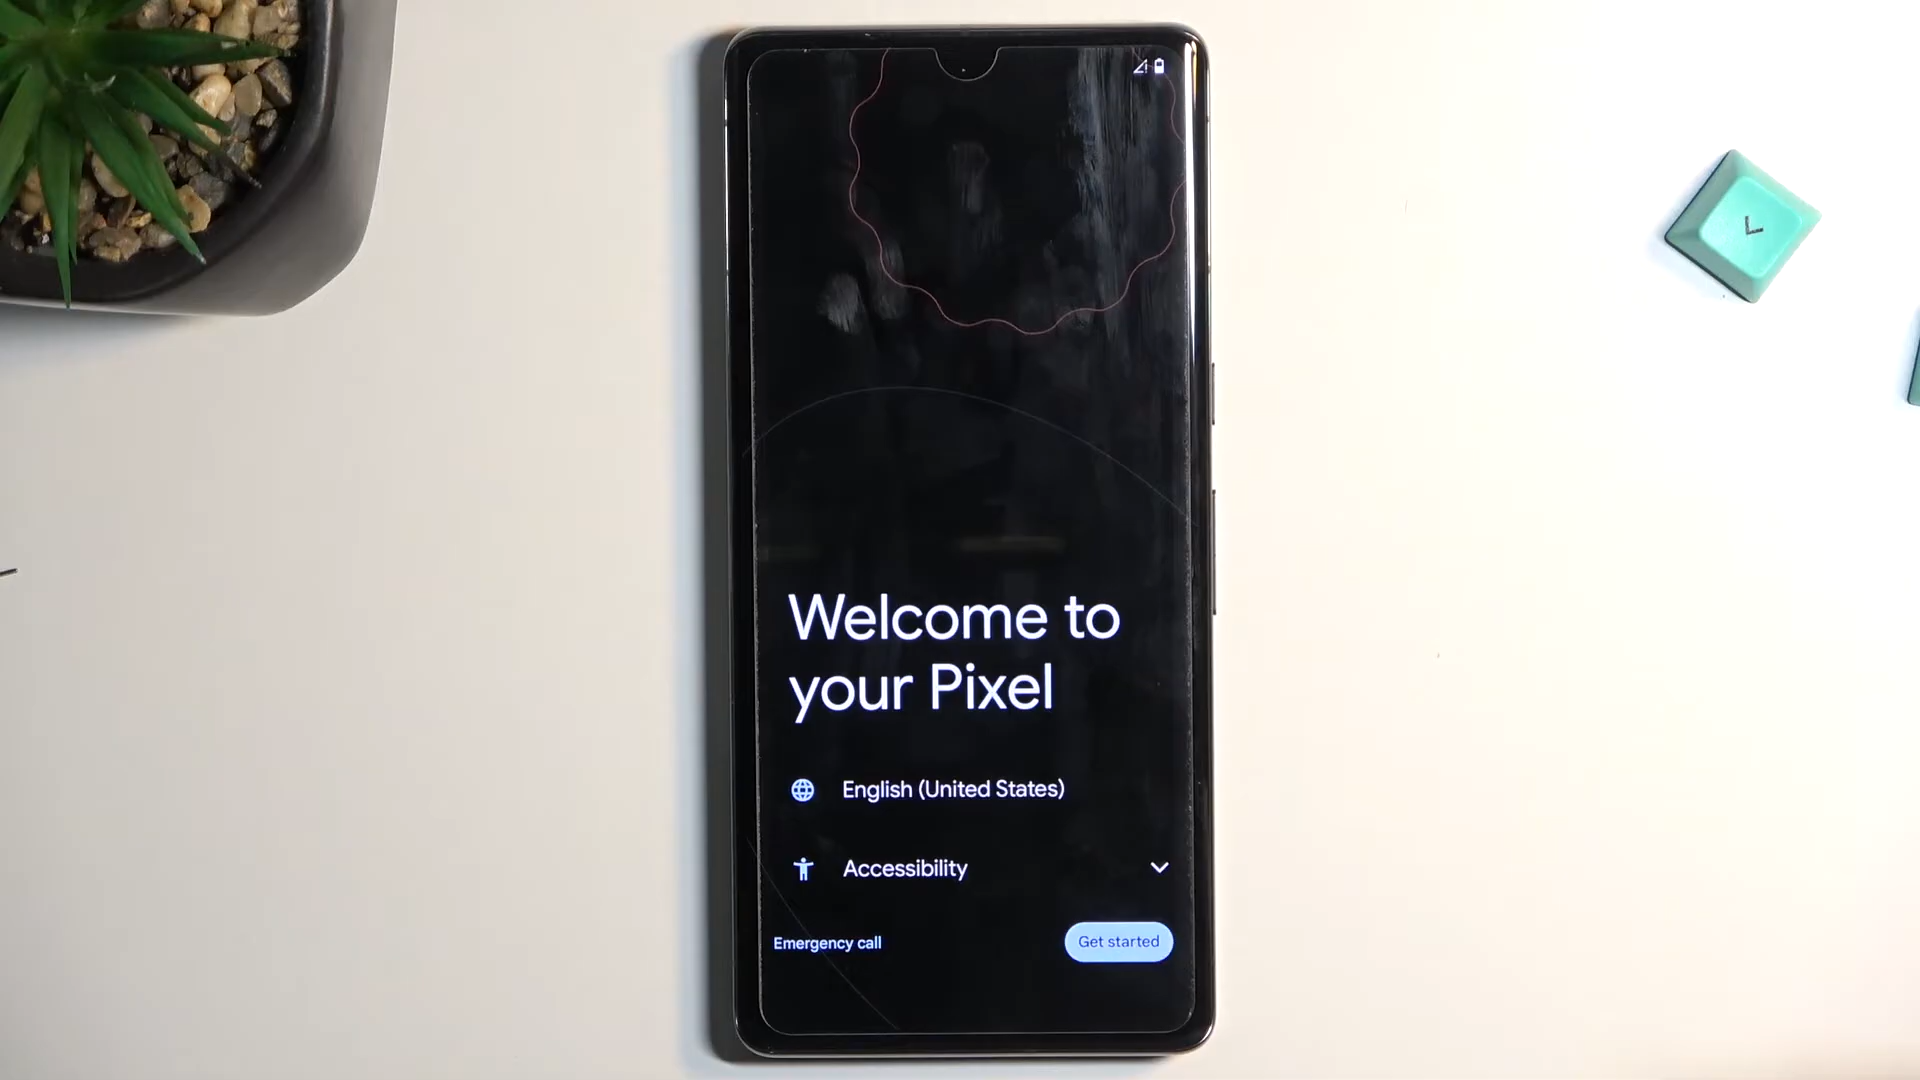 Welcome to
your Pixel
English (United States)
Accessibility
Emergency call
Get started